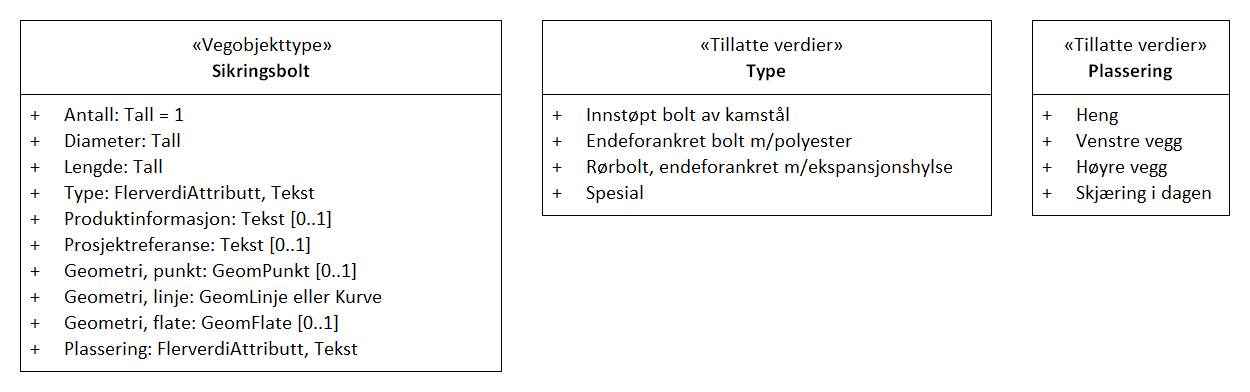 «Vegobjekttype»
Sikringsbolt
+ Antall: Tall = 1
+ Diameter: Tall
+ Lengde: Tall
+ Type: FlerverdiAttributt, Tekst
+ Produktinformasjon: Tekst [0..1]
+ Prosjektreferanse: Tekst [0..1]
+ Geometri, punkt: GeomPunkt [0..1]
+ Geometri, linje: GeomLinje eller Kurve
+ Geometri, flate: GeomFlate [0..1]
+ Plassering: FlerverdiAttributt, Tekst
«Tillatte verdier»
Type
+ Innstøpt bolt av kamstål
+ Endeforankret bolt m/polyester
+ Rørbolt, endeforankret m/ekspansjonshylse
+ Spesial
«Tillatte verdier»
Plassering
+ Heng
+ Venstre vegg
+ Høyre vegg
+ Skjæring i dagen